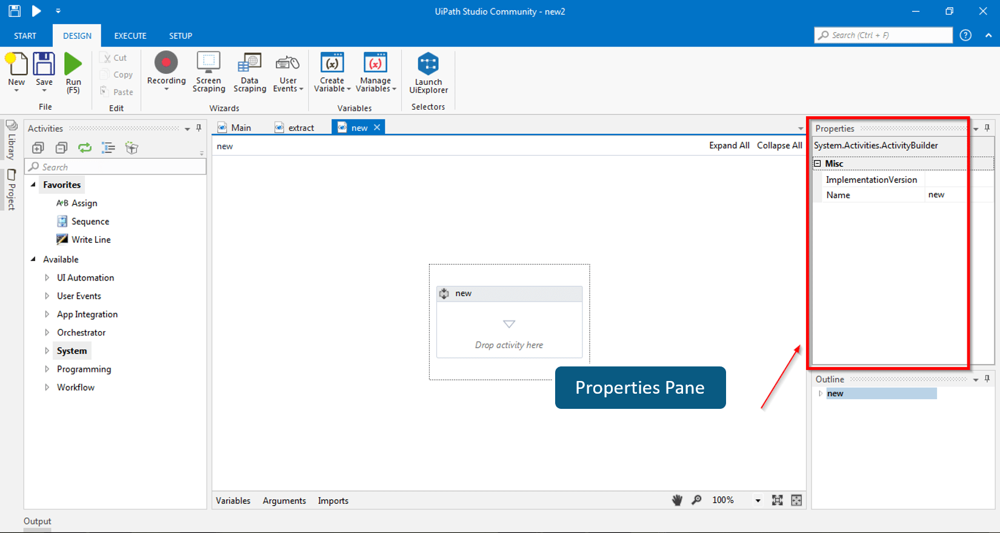 UiPath Studio Community - new2
START DESIGN EXECUTE SETUP
Search (Ctrl + F)
?
New
Save
Run
(F5)
File
Cut
Copy
Paste
Edit
Recording
Screen
Scraping
Data
Scraping
User
Events
Wizards
(x)
Create
Variable
(x)
Manage
Variables
Variables
Launch
UiExplorer
Selectors
Library
Project
Activities
Search
Favorites
A+B Assign
Sequence
Write Line
Available
UI Automation
User Events
App Integration
Orchestrator
System
Programming
Workflow
Main extract new
new
Expand All Collapse All
new
Drop activity here
Properties Pane
Variables Arguments Imports
100%
Properties
System.Activities.ActivityBuilder
Misc
ImplementationVersion
Name new
Outline
new
Output